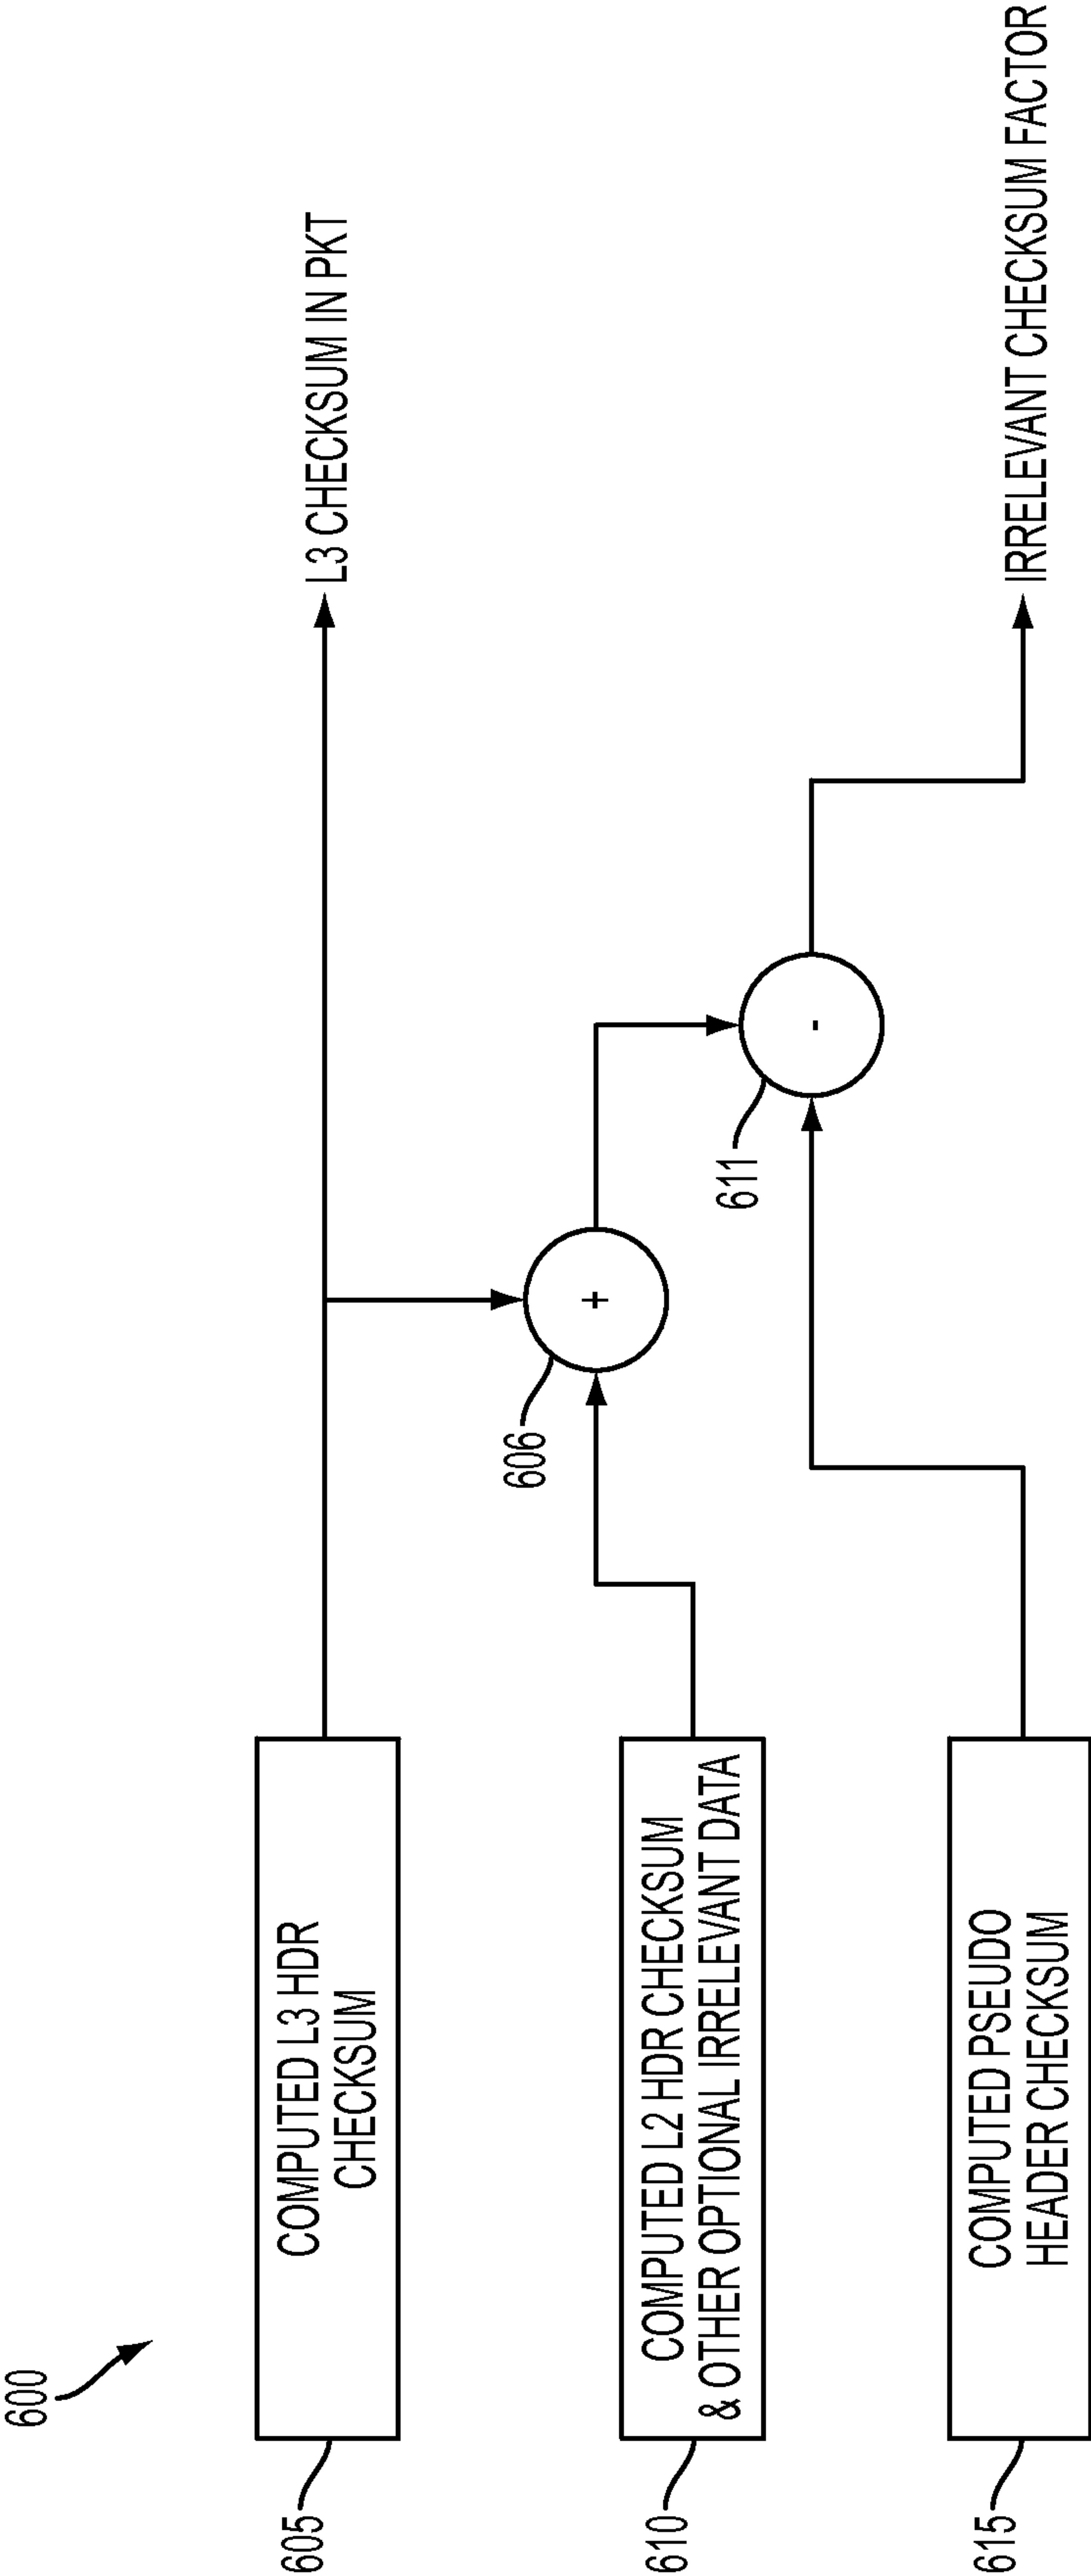 600
605
COMPUTED L3 HDR
CHECKSUM
L3 CHECKSUM IN PKT
606
+
610
COMPUTED L2 HDR CHECKSUM
& OTHER OPTIONAL IRRELEVANT DATA
611
-
615
COMPUTED PSEUDO
HEADER CHECKSUM
IRRELEVANT CHECKSUM FACTOR